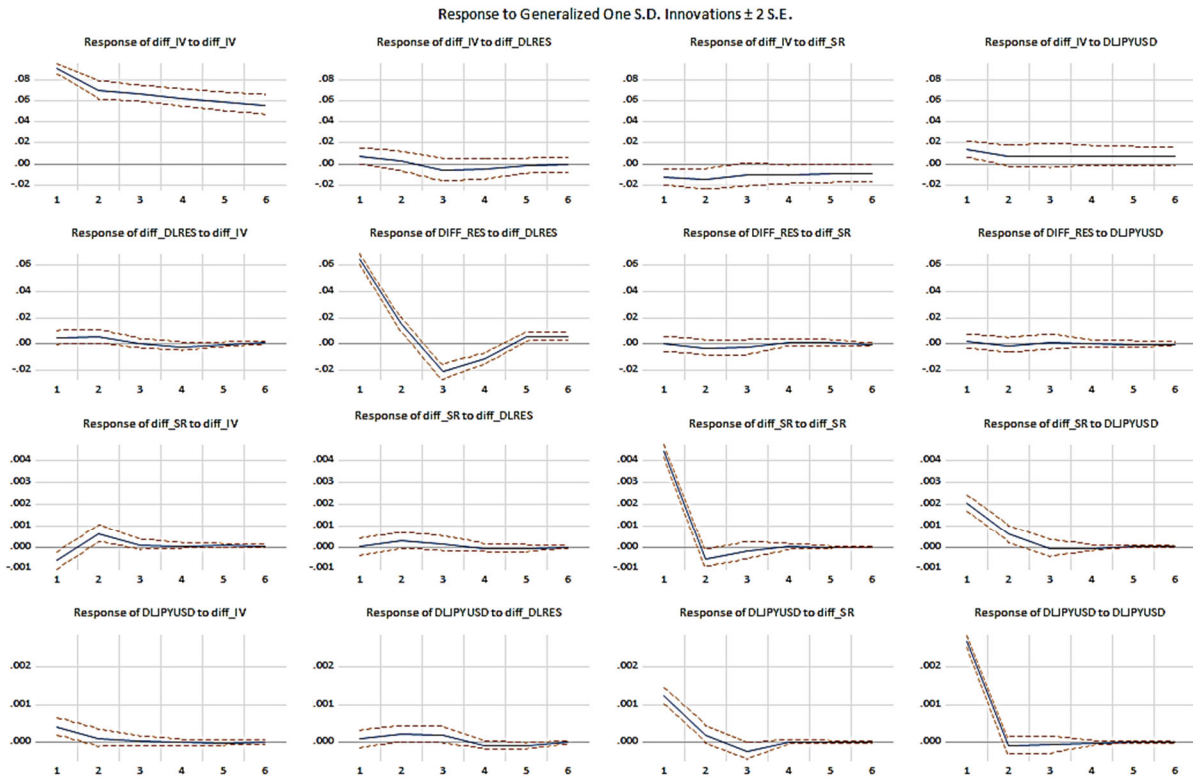 Response to Generalized One S.D. Innovations ± 2 S.E.
Response of diff_IV to diff_IV
Response of diff_IV to diff_DLRES
Response of diff_IV to diff_SR
Response of diff_IV to DLJPYUSD
.08 .08 .08 .08
.06 .06 .06 .06
.04 .04 .04 .04
.02 .02 .02 .02
.00 .00 .00 .00
-.02 -.02 -.02 -.02
1 2 3 4 5 6 1 2 3 4 5 6 1 2 3 4 5 6 1 2 3 4 5 6
Response of diff_DLRES to diff_IV
Response of DIFF_RES to diff_DLRES
Response of DIFF_RES to diff_SR
Response of DIFF_RES to DLJPYUSD
.06 .06 .06 .06
.04 .04 .04 .04
.02 .02 .02 .02
.00 .00 .00 .00
-.02 -.02 -.02 -.02
1 2 3 4 5 6 1 2 3 4 5 6 1 2 3 4 5 6 1 2 3 4 5 6
Response of diff_SR to diff_IV
Response of diff_SR to diff_DLRES
Response of diff_SR to diff_SR
Response of diff_SR to DLJPYUSD
.004 .004 .004 .004
.003 .003 .003 .003
.002 .002 .002 .002
.001 .001 .001 .001
.000 .000 .000 .000
-.001 -.001 -.001 -.001
1 2 3 4 5 6 1 2 3 4 5 6 1 2 3 4 5 6 1 2 3 4 5 6
Response of DLJPYUSD to diff_IV
Response of DLJPYUSD to diff_DLRES
Response of DLJPYUSD to diff_SR
Response of DLJPYUSD to DLJPYUSD
.002 .002 .002 .002
.001 .001 .001 .001
.000 .000 .000 .000
1 2 3 4 5 6 1 2 3 4 5 6 1 2 3 4 5 6 1 2 3 4 5 6